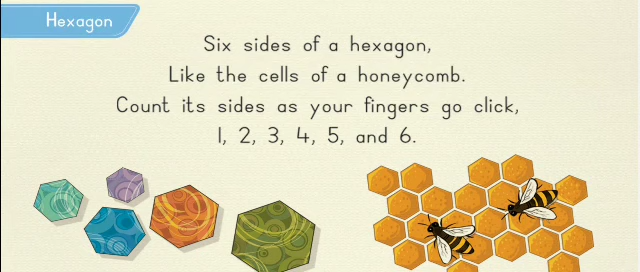 Hexagon
Six sides of a hexagon,
Like the cells of a honeycomb.
Count its sides as your fingers go click,
1, 2, 3, 4, 5, and 6.